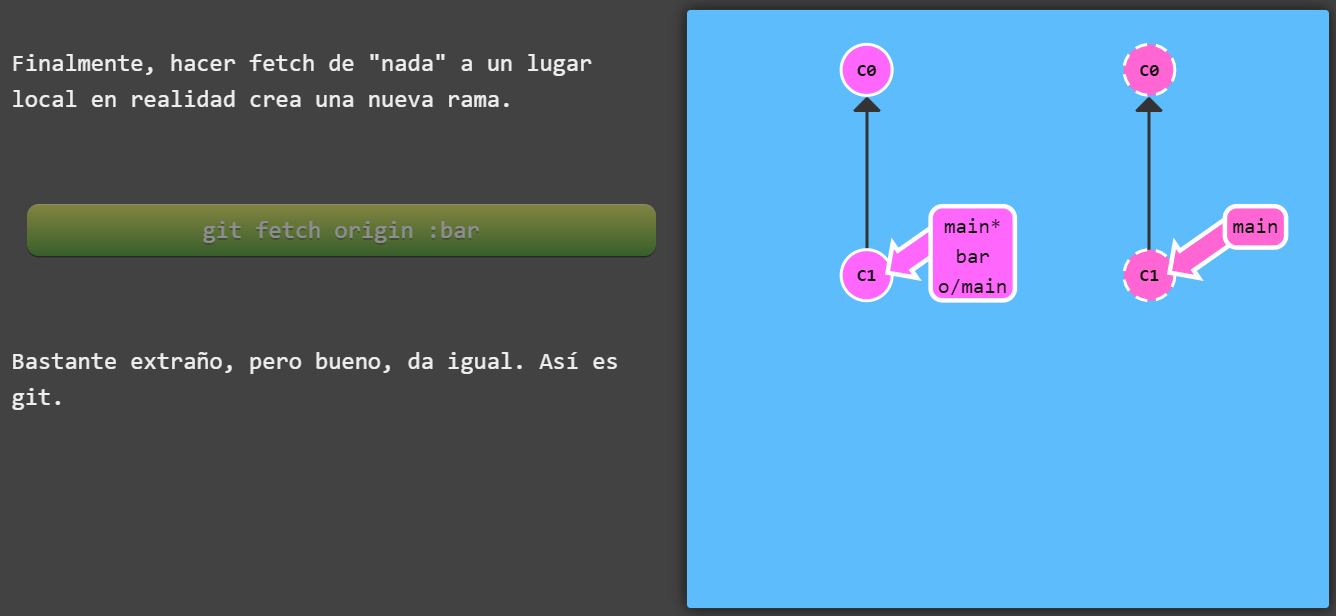 Finalmente, hacer fetch de "nada" a un lugar
local en realidad crea una nueva rama.
git fetch origin :bar
Bastante extraño, pero bueno, da igual. Así es
git.
C0
C1
main*
bar
o/main
C0
C1
main